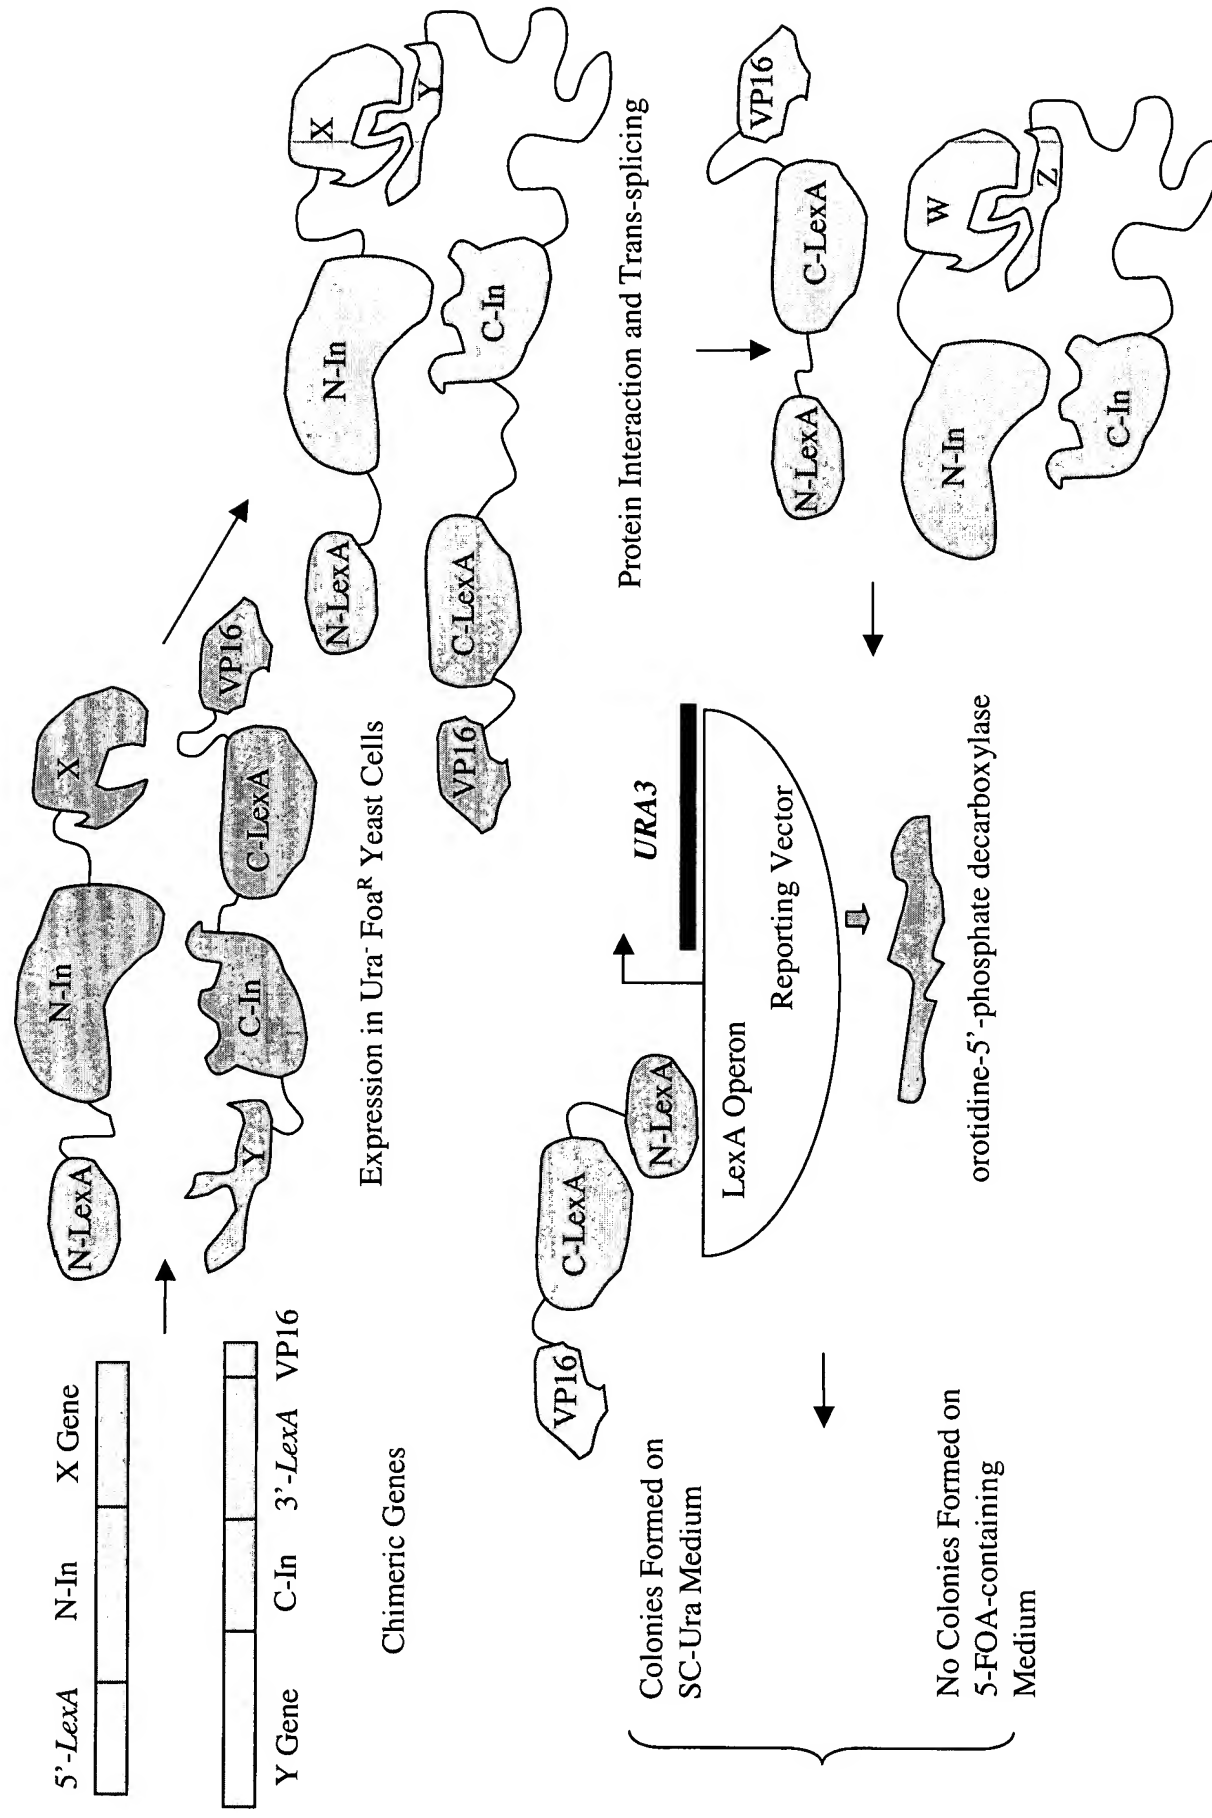 5'-LexA N-In X Gene
Y Gene C-In 3'-LexA VP16
Chimeric Genes
N-LexA
N-In
X
Y
C-In
C-LexA
VP16
Expression in Ura- FoaR Yeast Cells
N-LexA
N-In
X
Y
C-In
C-LexA
VP16
Protein Interaction and Trans-splicing
N-LexA
C-LexA
VP16
N-In
W
Z
C-In
VP16
C-LexA
N-LexA
LexA Operon
URA3
Reporting Vector
orotidine-5'-phosphate decarboxylase
Colonies Formed on
SC-Ura Medium
No Colonies Formed on
5-FOA-containing
Medium